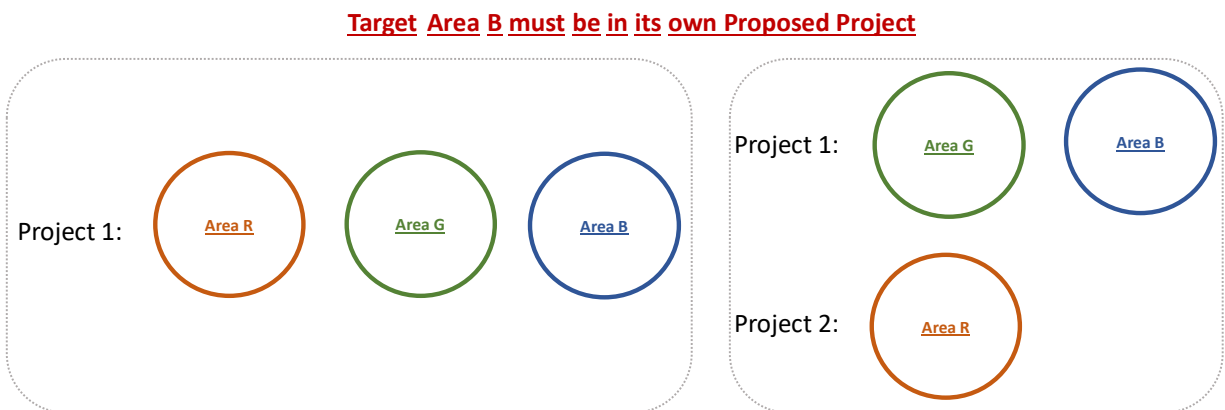 Target Area B must be in its own Proposed Project
Project 1:
Area R
Area G
Area B
Project 1:
Area G
Area B
Project 2:
Area R